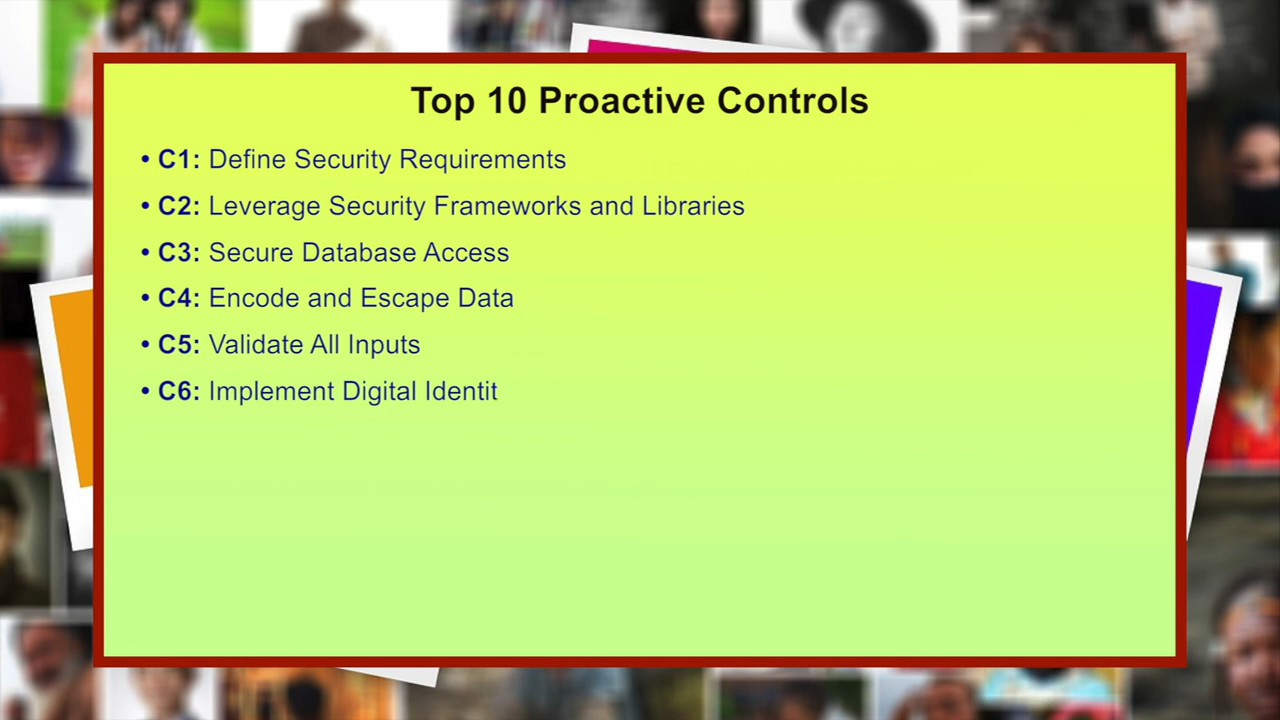 Top 10 Proactive Controls
• C1: Define Security Requirements
• C2: Leverage Security Frameworks and Libraries
• C3: Secure Database Access
• C4: Encode and Escape Data
• C5: Validate All Inputs
• C6: Implement Digital Identit